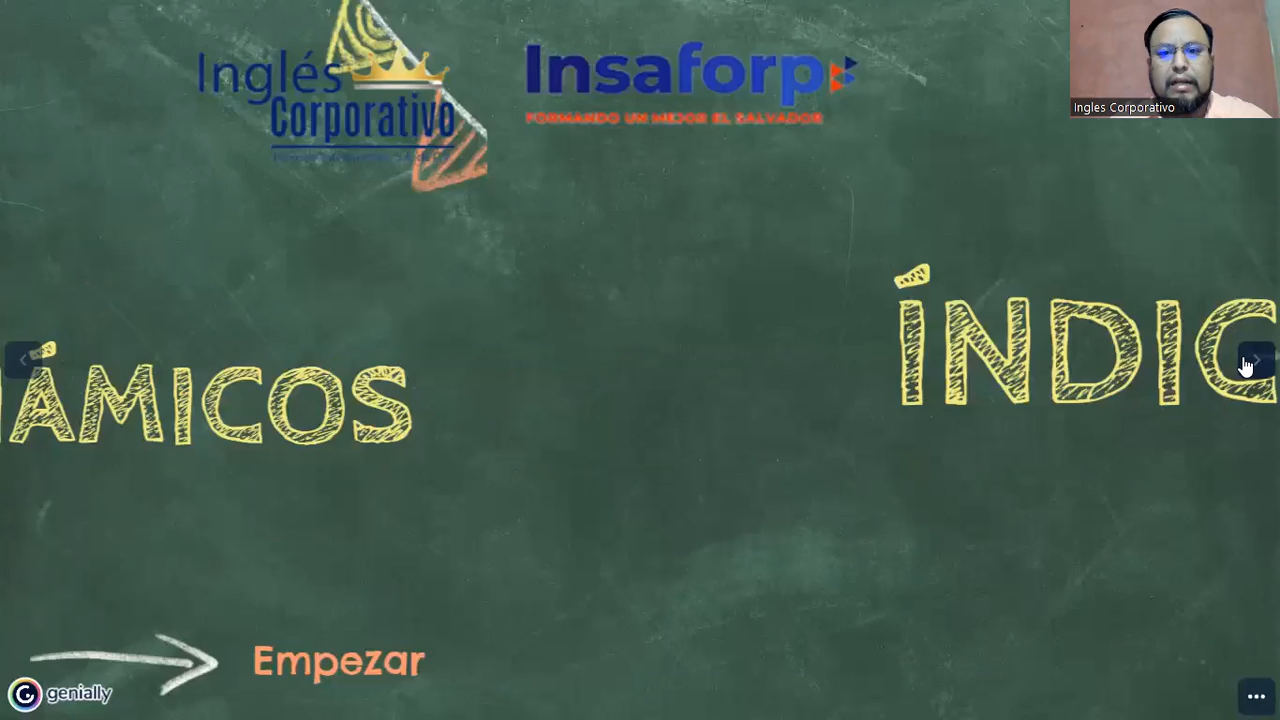 Inglés
Corporativo
Insaforp
FORMANDO UN MEJOR EL SALVADOR
Ingles Corporativo
ÍNDIC
ÁMICOS
Empezar
genially